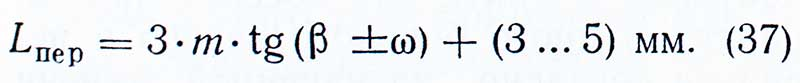 L_пер = 3·m·tg (β ±ω) + (3 ... 5) мм. (37)